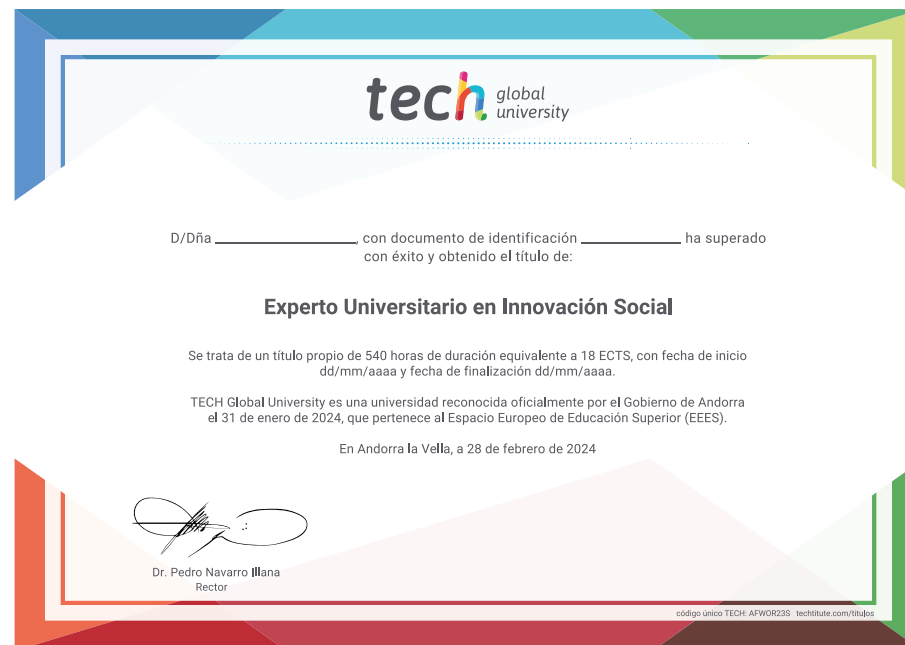 tech global
university
D/Dña ____________________, con documento de identificación ______________ ha superado
con éxito y obtenido el título de:
Experto Universitario en Innovación Social
Se trata de un título propio de 540 horas de duración equivalente a 18 ECTS, con fecha de inicio
dd/mm/aaaa y fecha de finalización dd/mm/aaaa.
TECH Global University es una universidad reconocida oficialmente por el Gobierno de Andorra
el 31 de enero de 2024, que pertenece al Espacio Europeo de Educación Superior (EEES).
En Andorra la Vella, a 28 de febrero de 2024
Dr. Pedro Navarro Illana
Rector
código único TECH: AFWOR23S techtitute.com/titulos